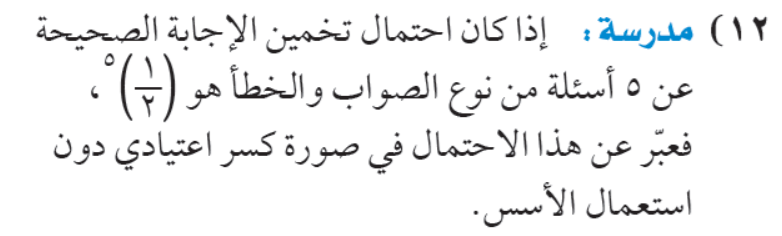 ١٢) مدرسة : إذا كان احتمال تخمين الإجابة الصحيحة
عن ٥ أسئلة من نوع الصواب والخطأ هو (١/٢)^٥ ،
فعبّر عن هذا الاحتمال في صورة كسر اعتيادي دون
استعمال الأسس.